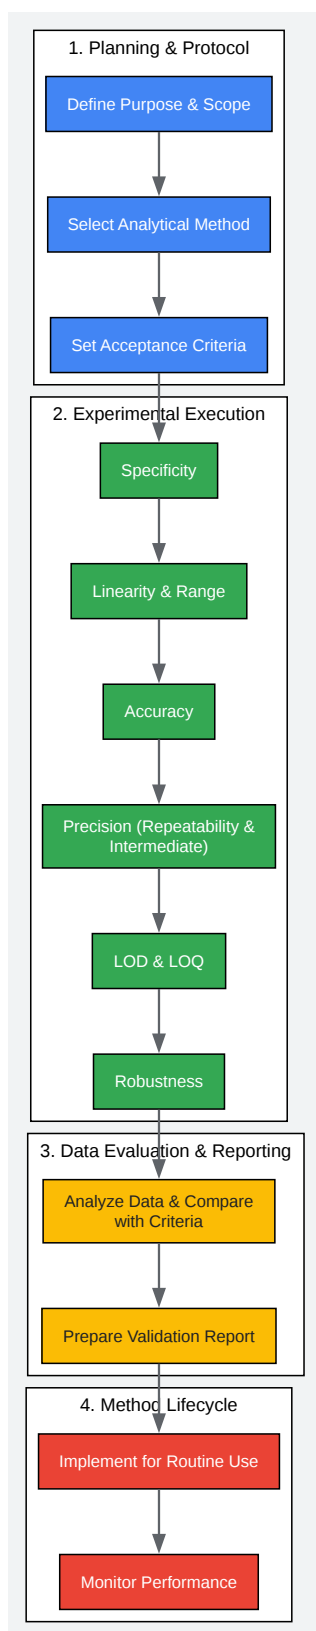 1. Planning & Protocol
Define Purpose & Scope
Select Analytical Method
Set Acceptance Criteria
2. Experimental Execution
Specificity
Linearity & Range
Accuracy
Precision (Repeatability &
Intermediate)
LOD & LOQ
Robustness
3. Data Evaluation & Reporting
Analyze Data & Compare
with Criteria
Prepare Validation Report
4. Method Lifecycle
Implement for Routine Use
Monitor Performance